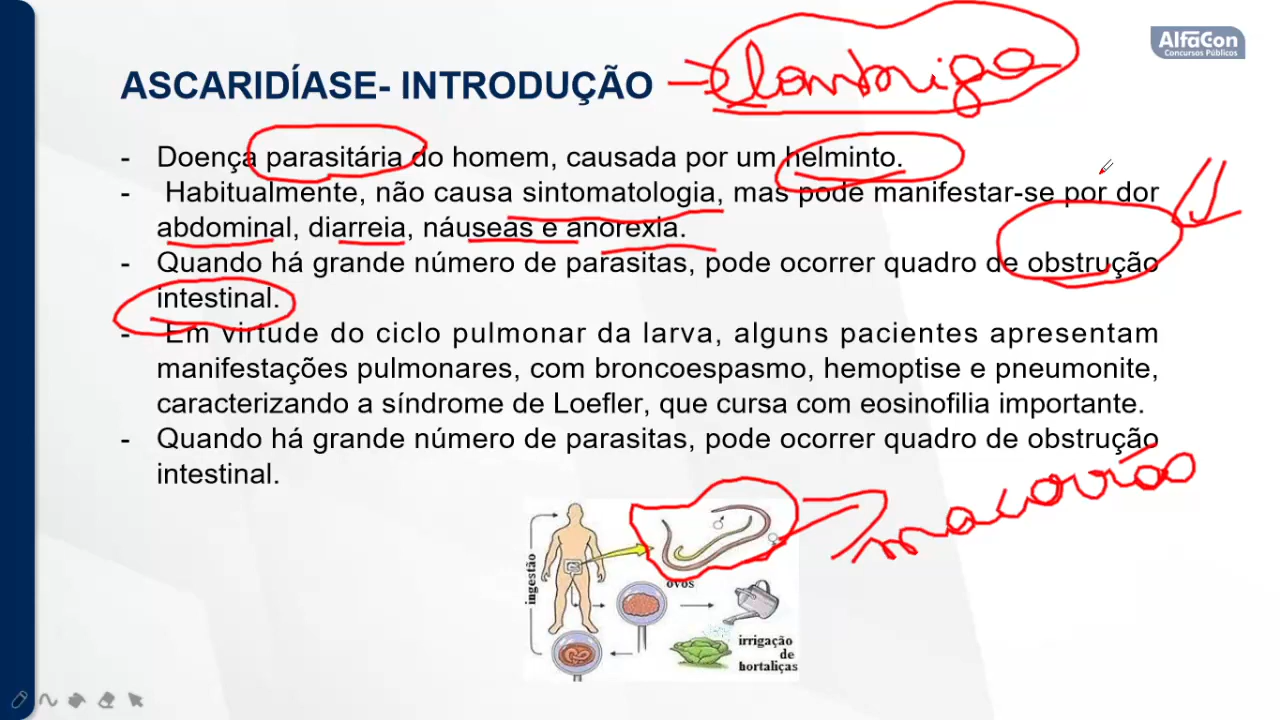 AlfaCon
Concursos Públicos
ASCARIDÍASE- INTRODUÇÃO
lombriga
- Doença parasitária do homem, causada por um helminto.
- Habitualmente, não causa sintomatologia, mas pode manifestar-se por dor
abdominal, diarreia, náuseas e anorexia.
- Quando há grande número de parasitas, pode ocorrer quadro de obstrução
intestinal.
- Em virtude do ciclo pulmonar da larva, alguns pacientes apresentam
manifestações pulmonares, com broncoespasmo, hemoptise e pneumonite,
caracterizando a síndrome de Loefler, que cursa com eosinofilia importante.
- Quando há grande número de parasitas, pode ocorrer quadro de obstrução
intestinal.
macarrão
ingestão
ovos
irrigação
de
hortaliças